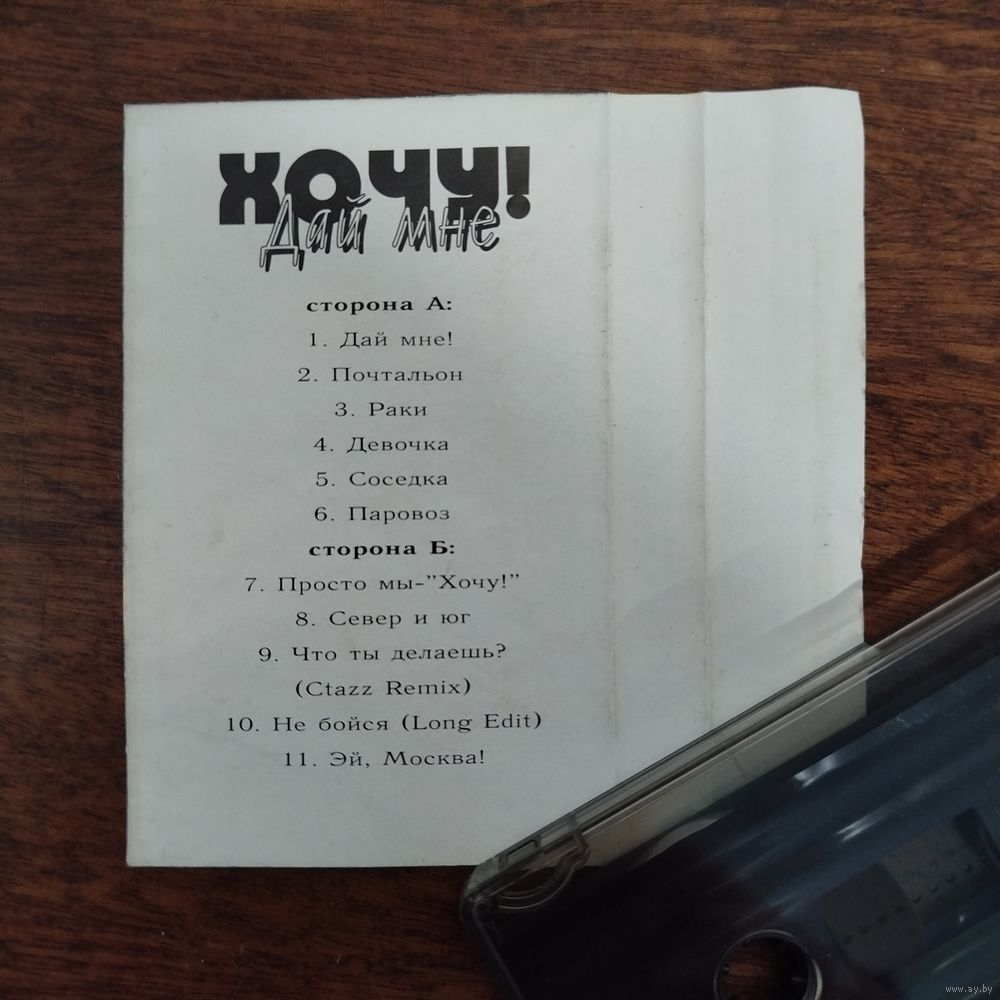 ХОЧУ!
Дай мне
сторона А:
1. Дай мне!
2. Почтальон
3. Раки
4. Девочка
5. Соседка
6. Паровоз
сторона Б:
7. Просто мы-"Хочу!"
8. Север и юг
9. Что ты делаешь?
(Ctazz Remix)
10. Не бойся (Long Edit)
11. Эй, Москва!
www.ay.by